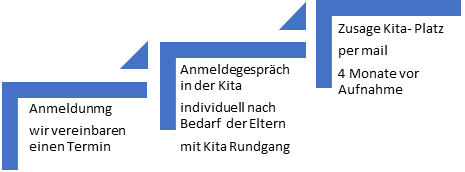 Anmeldunmg
wir vereinbaren
einen Termin
Anmeldegespräch
in der Kita
individuell nach
Bedarf der Eltern
mit Kita Rundgang
Zusage Kita- Platz
per mail
4 Monate vor
Aufnahme